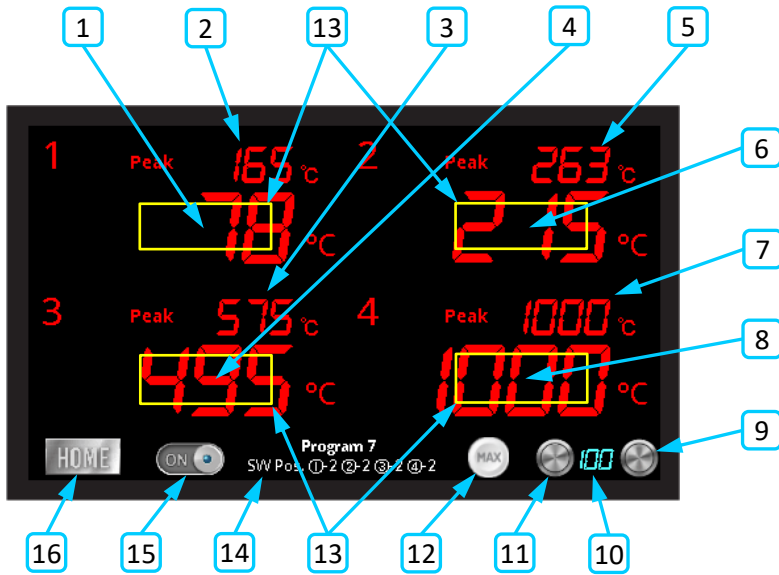 1 2 13 3 4 5
1 Peak 165 °C 2 Peak 263 °C
6
78 °C 215 °C
7
3 Peak 575 °C 4 Peak 1000 °C
8
495 °C 1000 °C
9
HOME ON Program 7 MAX 100
SW Pos. ①-2 ②-2 ③-2 ④-2
16 15 14 13 12 11 10